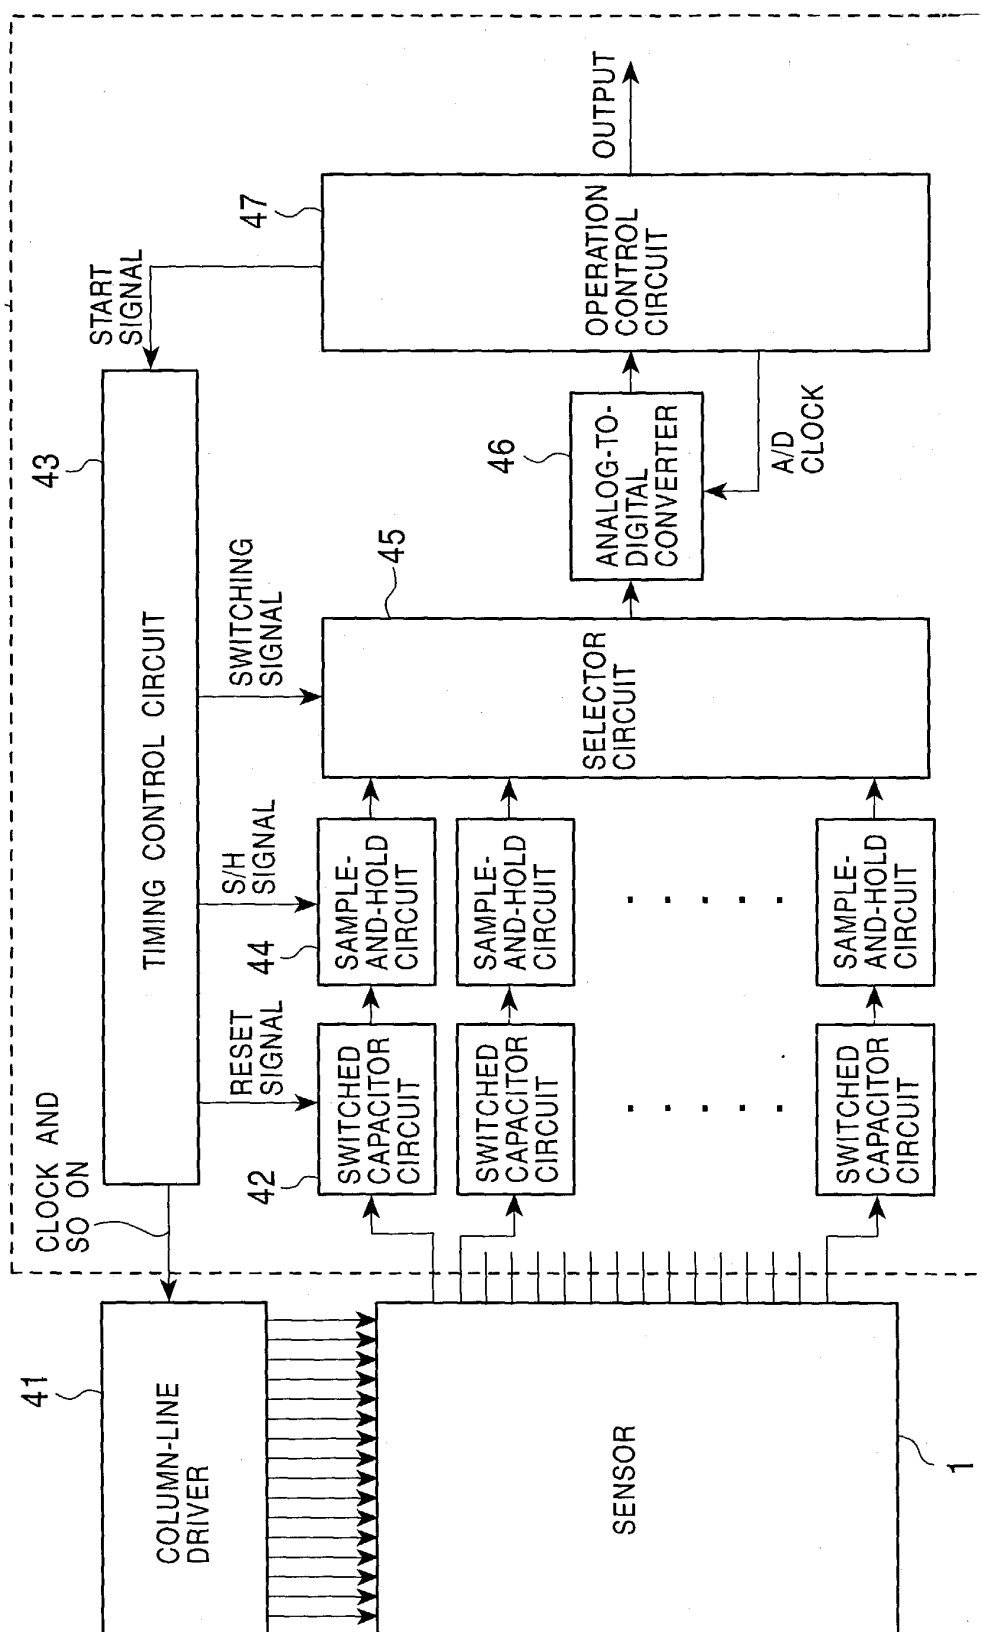 41
COLUMN-LINE
DRIVER
CLOCK AND
SO ON
43
TIMING CONTROL CIRCUIT
START
SIGNAL
RESET
SIGNAL
S/H
SIGNAL
SWITCHING
SIGNAL
42
SWITCHED
CAPACITOR
CIRCUIT
44
SAMPLE-
AND-HOLD
CIRCUIT
45
47
SWITCHED
CAPACITOR
CIRCUIT
SAMPLE-
AND-HOLD
CIRCUIT
SENSOR
SELECTOR
CIRCUIT
46
ANALOG-TO-
DIGITAL
CONVERTER
OPERATION
CONTROL
CIRCUIT
OUTPUT
A/D
CLOCK
SWITCHED
CAPACITOR
CIRCUIT
SAMPLE-
AND-HOLD
CIRCUIT
1